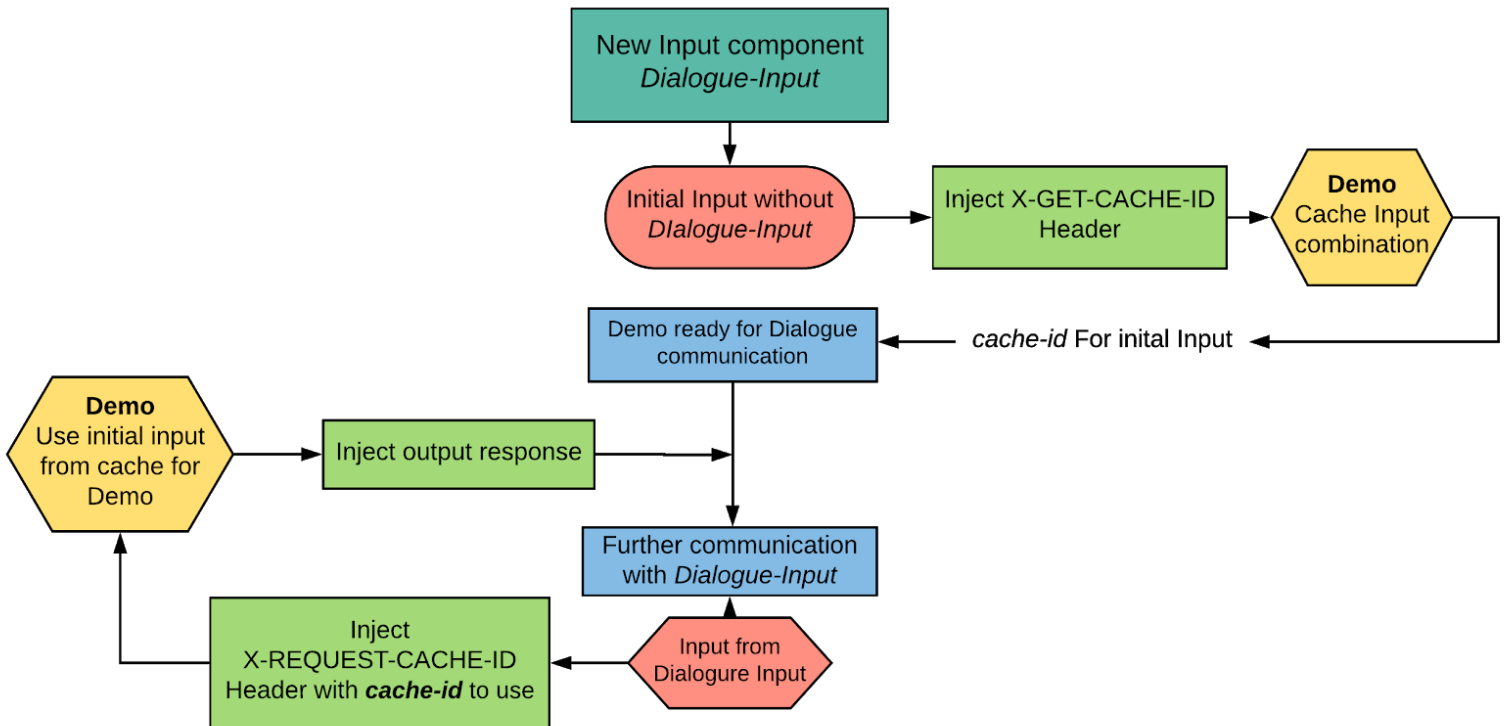 New Input component
Dialogue-Input
Initial Input without
DIalogue-Input
Inject X-GET-CACHE-ID
Header
Demo
Cache Input
combination
Demo ready for Dialogue
communication
cache-id For inital Input
Demo
Use initial input
from cache for
Demo
Inject output response
Further communication
with Dialogue-Input
Inject
X-REQUEST-CACHE-ID
Header with cache-id to use
Input from
Dialogure Input